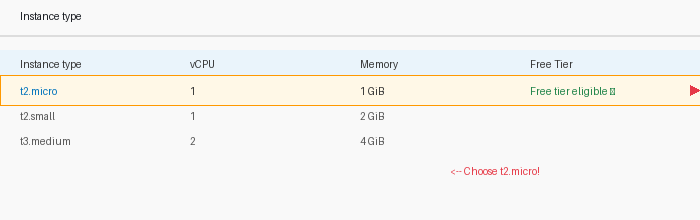 Instance type
Instance type vCPU Memory Free Tier
t2.micro 1 1 GiB Free tier eligible
t2.small 1 2 GiB
t3.medium 2 4 GiB
<-- Choose t2.micro!